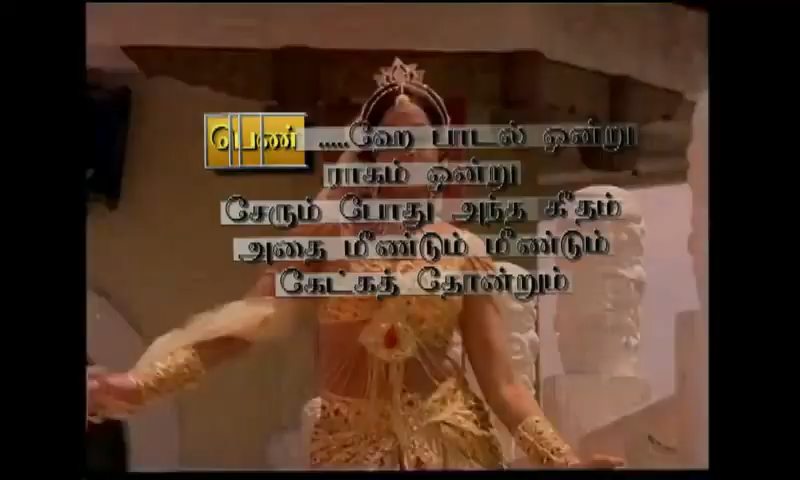 பெண் .....ஹே பாடல் ஒன்று
ராகம் ஒன்று
சேரும் போது அந்த கீதம்
அதை மீண்டும் மீண்டும்
கேட்கத் தோன்றும்